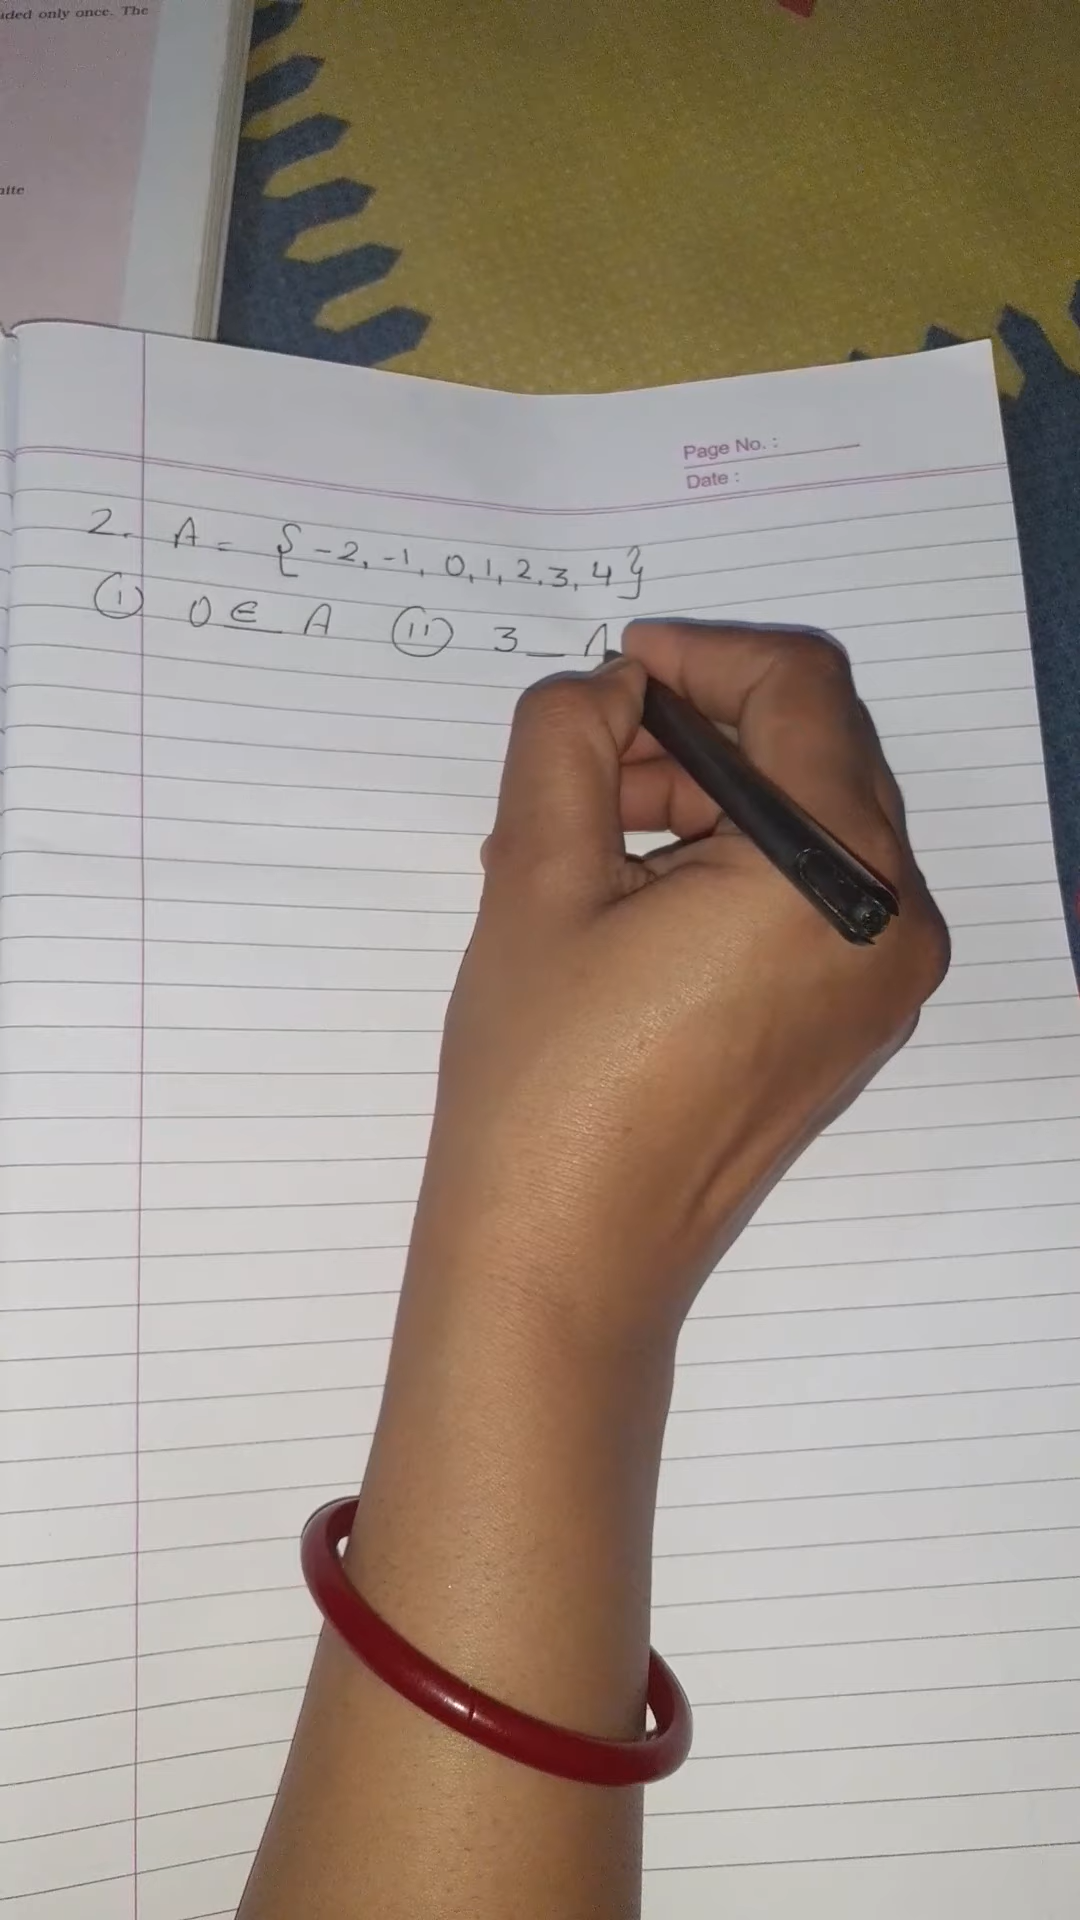 ided only once. The
Page No. :
Date :
2. A = {-2, -1, 0, 1, 2, 3, 4}
(i) 0 ∈ A (ii) 3 _ A